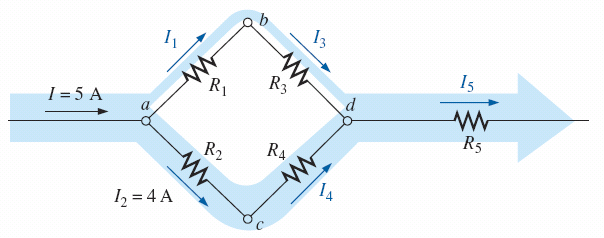 b
I₁
I₃
I = 5 A
a
R₁
R₃
d
I₅
R₂
R₄
R₅
I₂ = 4 A
I₄
c